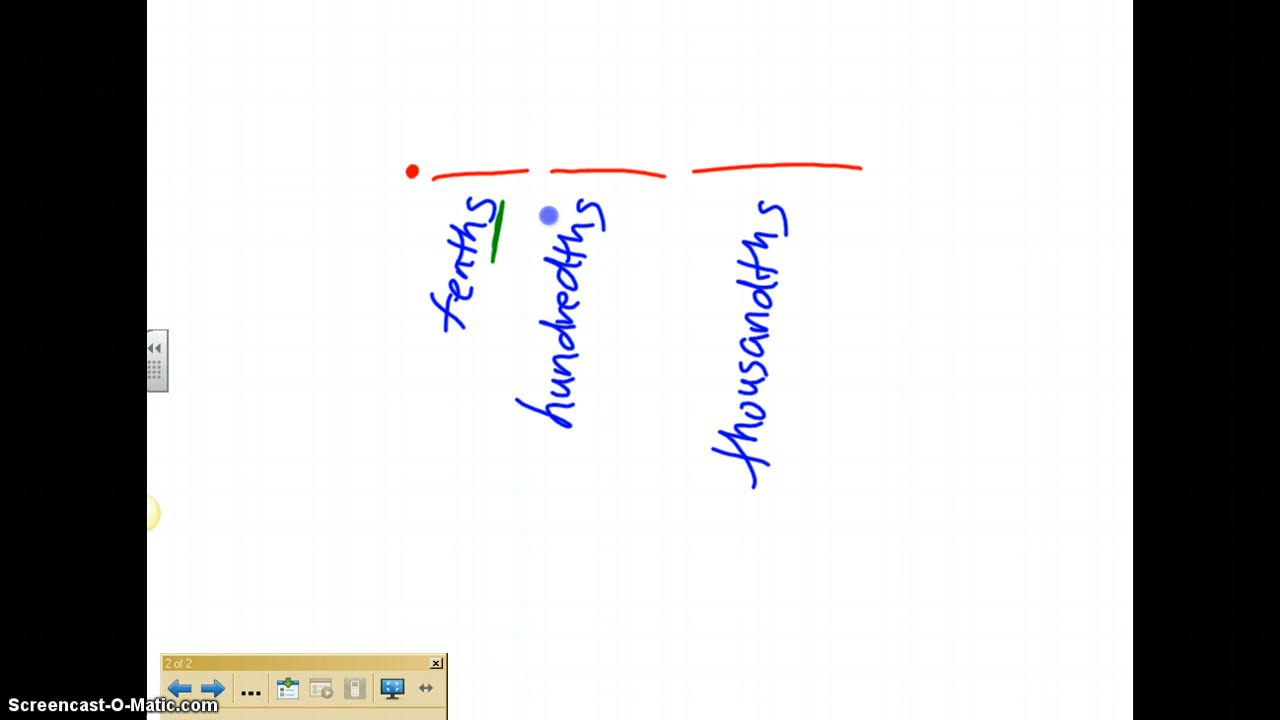 tenths
hundredths
thousandths
2 of 2
Screencast-O-Matic.com